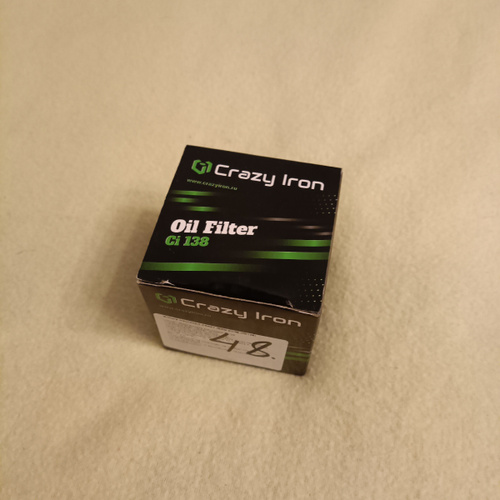 Crazy Iron
www.crazyiron.ru
Oil Filter
Ci 138
Crazy Iron
48.